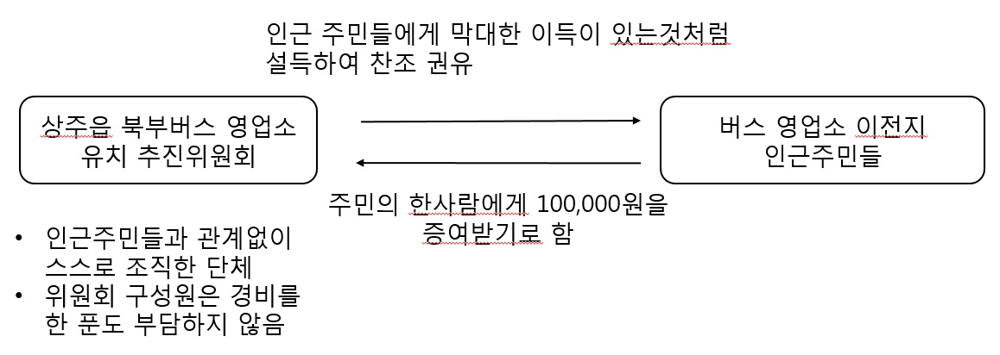 인근 주민들에게 막대한 이득이 있는것처럼
설득하여 찬조 권유
상주읍 북부버스 영업소
유치 추진위원회
버스 영업소 이전지
인근주민들
주민의 한사람에게 100,000원을
증여받기로 함
• 인근주민들과 관계없이
스스로 조직한 단체
• 위원회 구성원은 경비를
한 푼도 부담하지 않음